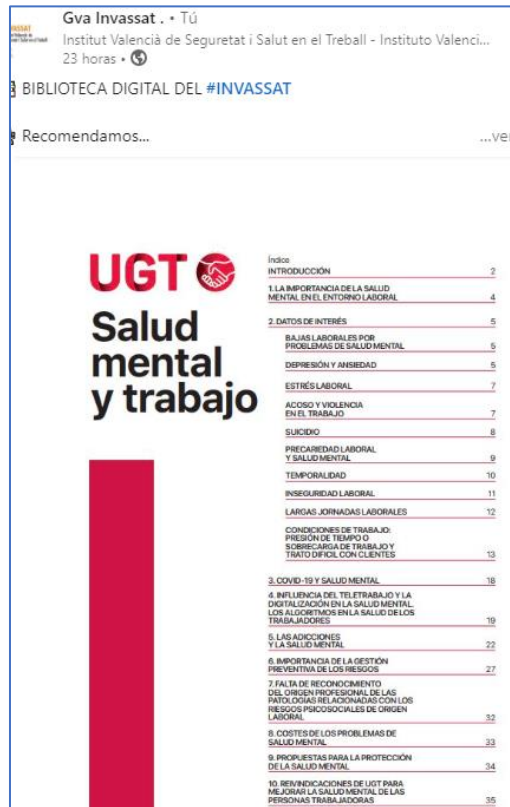 Gva Invassat . • Tú
Institut Valencià de Seguretat i Salut en el Treball - Instituto Valenci...
23 horas •
BIBLIOTECA DIGITAL DEL #INVASSAT
Recomendamos...
...ver
UGT
Salud
mental
y trabajo
Índice
INTRODUCCIÓN 2
1. LA IMPORTANCIA DE LA SALUD
MENTAL EN EL ENTORNO LABORAL 4
2. DATOS DE INTERÉS 5
BAJAS LABORALES POR
PROBLEMAS DE SALUD MENTAL 5
DEPRESIÓN Y ANSIEDAD 5
ESTRÉS LABORAL 7
ACOSO Y VIOLENCIA
EN EL TRABAJO 7
SUICIDIO 8
PRECARIEDAD LABORAL
Y SALUD MENTAL 9
TEMPORALIDAD 10
INSEGURIDAD LABORAL 11
LARGAS JORNADAS LABORALES 12
CONDICIONES DE TRABAJO:
PRESIÓN DE TIEMPO O
SOBRECARGA DE TRABAJO Y
TRATO DIFICIL CON CLIENTES 13
3. COVID-19 Y SALUD MENTAL 18
4. INFLUENCIA DEL TELETRABAJO Y LA
DIGITALIZACIÓN EN LA SALUD MENTAL.
LOS ALGORITMOS EN LA SALUD DE LOS
TRABAJADORES 19
5. LAS ADICCIONES
Y LA SALUD MENTAL 22
6. IMPORTANCIA DE LA GESTIÓN
PREVENTIVA DE LOS RIESGOS 27
7. FALTA DE RECONOCIMIENTO
DEL ORIGEN PROFESIONAL DE LAS
PATOLOGÍAS RELACIONADAS CON LOS
RIESGOS PSICOSOCIALES DE ORIGEN
LABORAL 32
8. COSTES DE LOS PROBLEMAS DE
SALUD MENTAL 33
9. PROPUESTAS PARA LA PROTECCIÓN
DE LA SALUD MENTAL 34
10. REIVINDICACIONES DE UGT PARA
MEJORAR LA SALUD MENTAL DE LAS
PERSONAS TRABAJADORAS 35